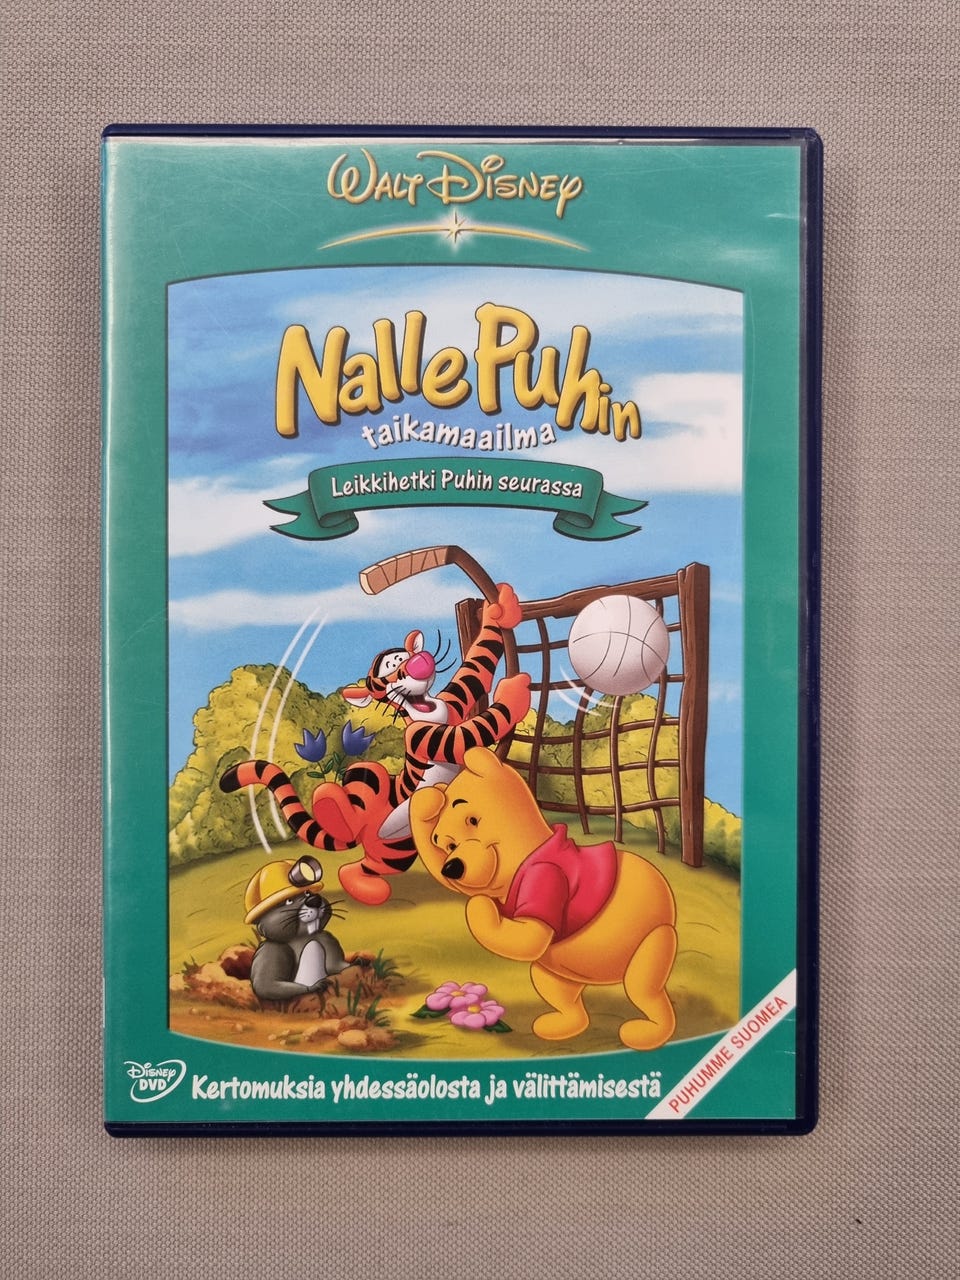 WALT DISNEY
Nalle Puhin
taikamaailma
Leikkihetki Puhin seurassa
DISNEY
DVD
Kertomuksia yhdessäolosta ja välittämisestä
PUHUMME SUOMEA